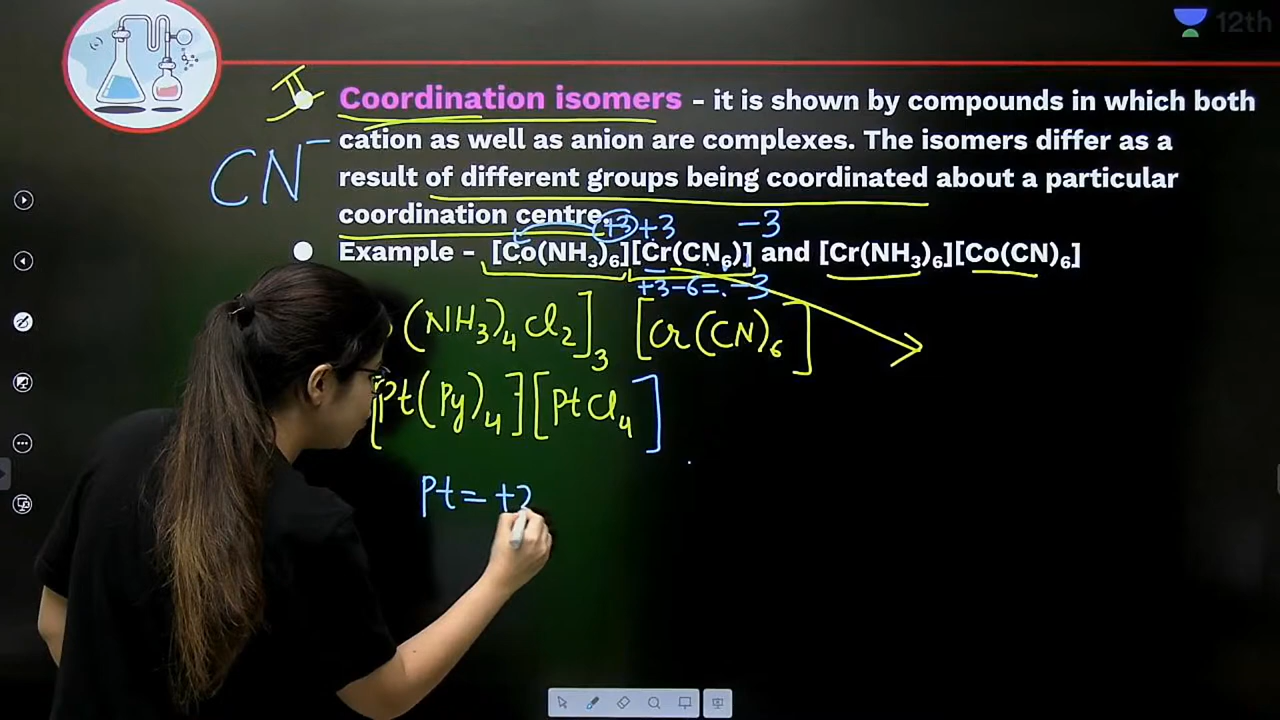 12th
II
Coordination isomers - it is shown by compounds in which both
CN⁻ cation as well as anion are complexes. The isomers differ as a
result of different groups being coordinated about a particular
coordination centre.
+3 +3 -3
Example - [Co(NH₃)₆][Cr(CN₆)] and [Cr(NH₃)₆][Co(CN)₆]
+3-6=-3
(NH₃)₄Cl₂]₃ [Cr(CN)₆]
[Pt(Py)₄][PtCl₄]
Pt=+2